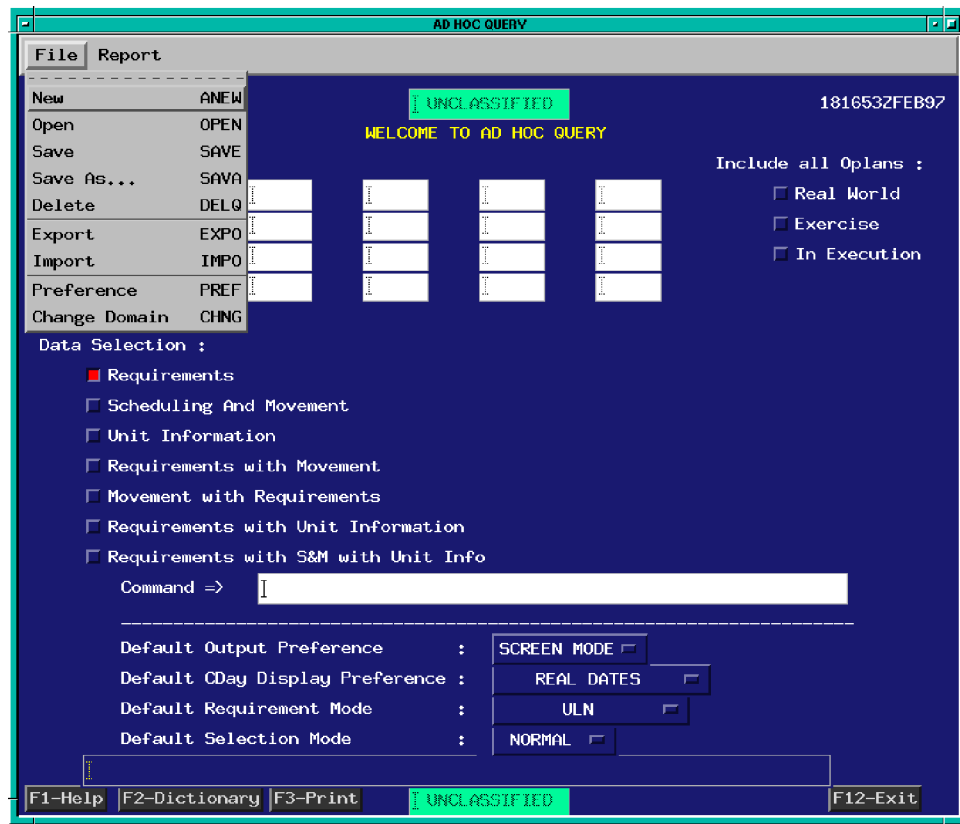 AD HOC QUERY
File Report
New ANEW
Open OPEN
Save SAVE
Save As... SAVA
Delete DELQ
Export EXPO
Import IMPO
Preference PREF
Change Domain CHNG
UNCLASSIFIED
181653ZFEB97
WELCOME TO AD HOC QUERY
Include all Oplans :
Real World
Exercise
In Execution
Data Selection :
Requirements
Scheduling And Movement
Unit Information
Requirements with Movement
Movement with Requirements
Requirements with Unit Information
Requirements with S&M with Unit Info
Command =>
Default Output Preference : SCREEN MODE
Default CDay Display Preference : REAL DATES
Default Requirement Mode : ULN
Default Selection Mode : NORMAL
F1-Help F2-Dictionary F3-Print UNCLASSIFIED F12-Exit